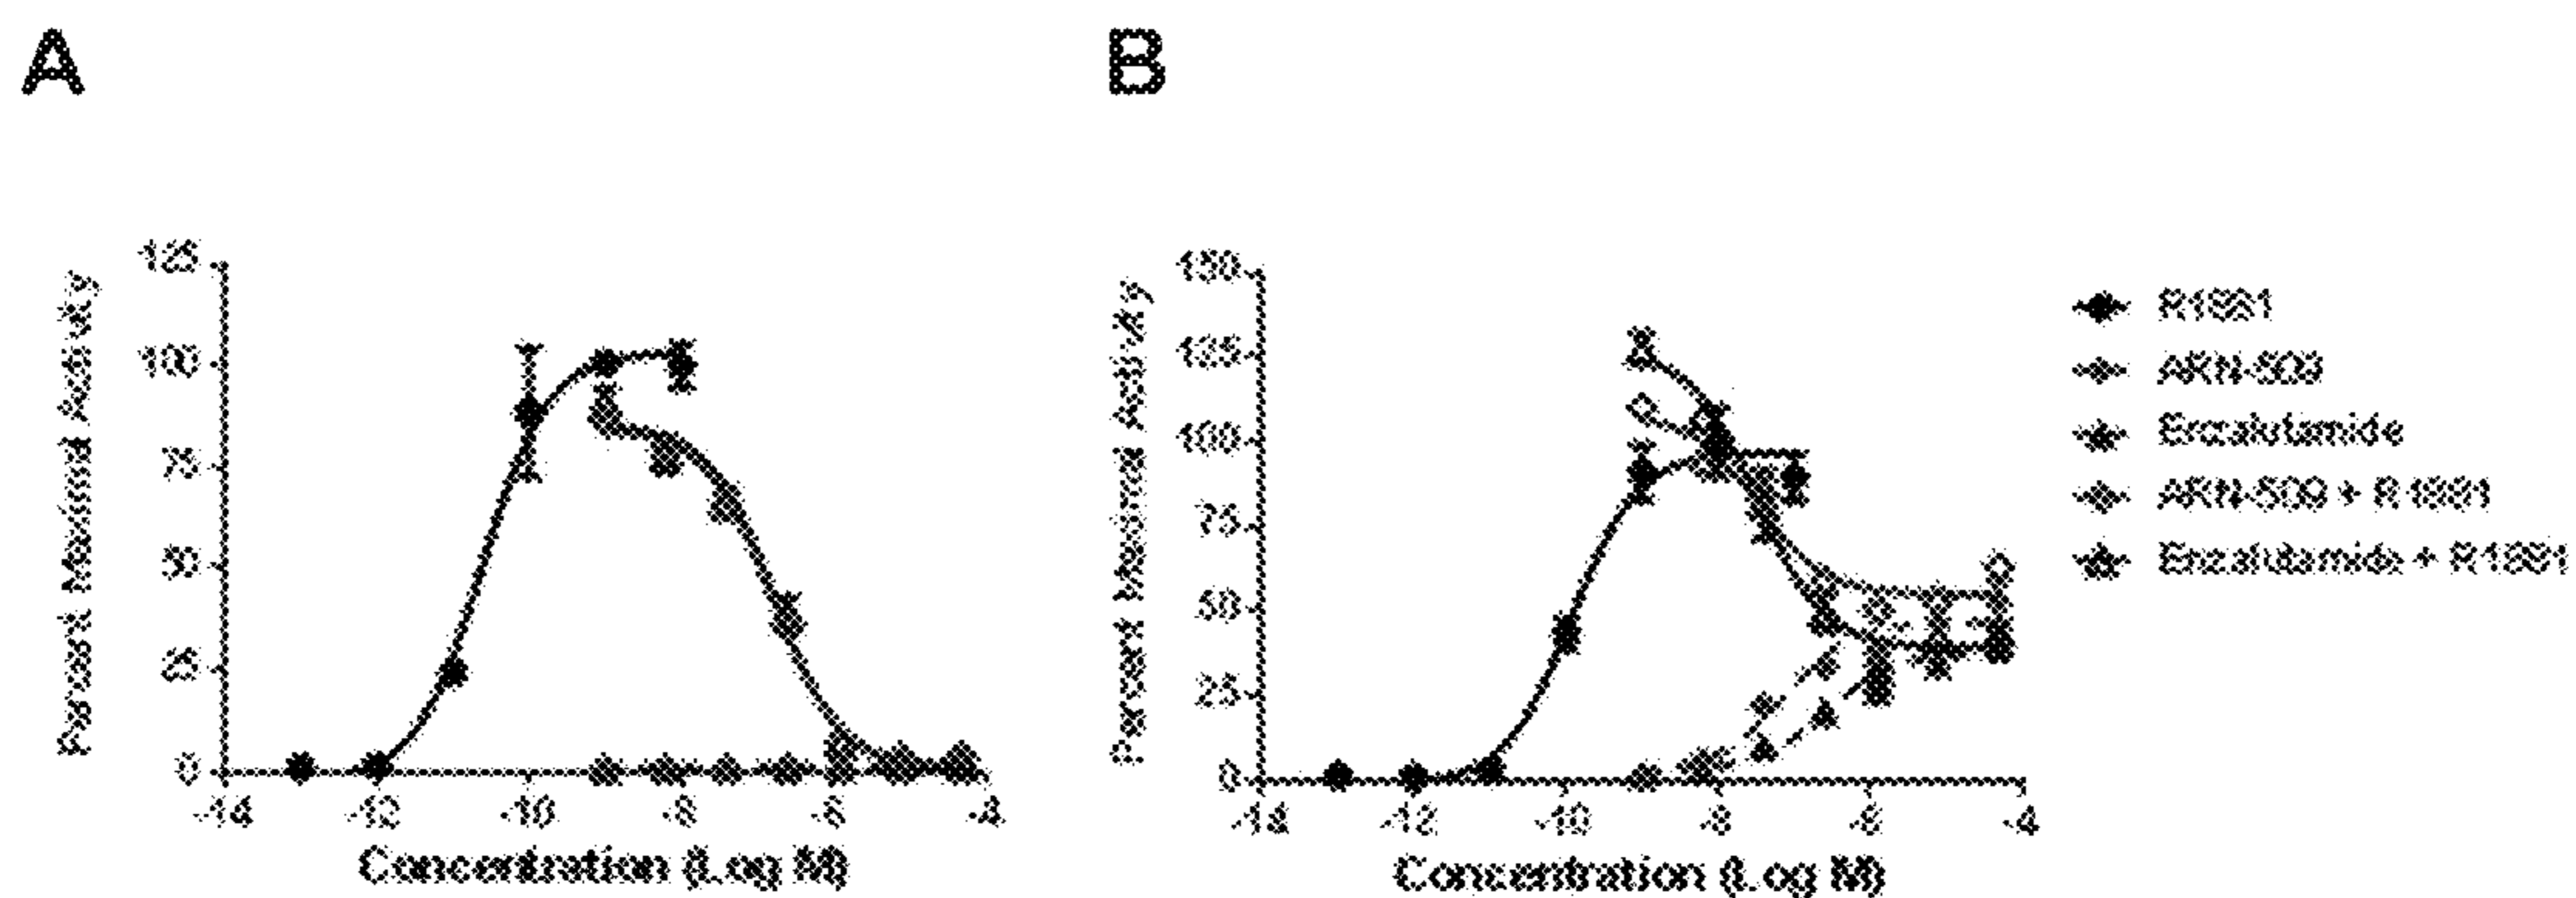 A
B
125
100
75
50
25
0
-14
-12
-10
-8
-6
-4
Percent Maximal Activity
Concentration (Log M)
150
125
100
75
50
25
0
-14
-12
-10
-8
-6
-4
Percent Maximal Activity
Concentration (Log M)
R1881
ARN-509
Enzalutamide
ARN-509 + R1881
Enzalutamide + R1881